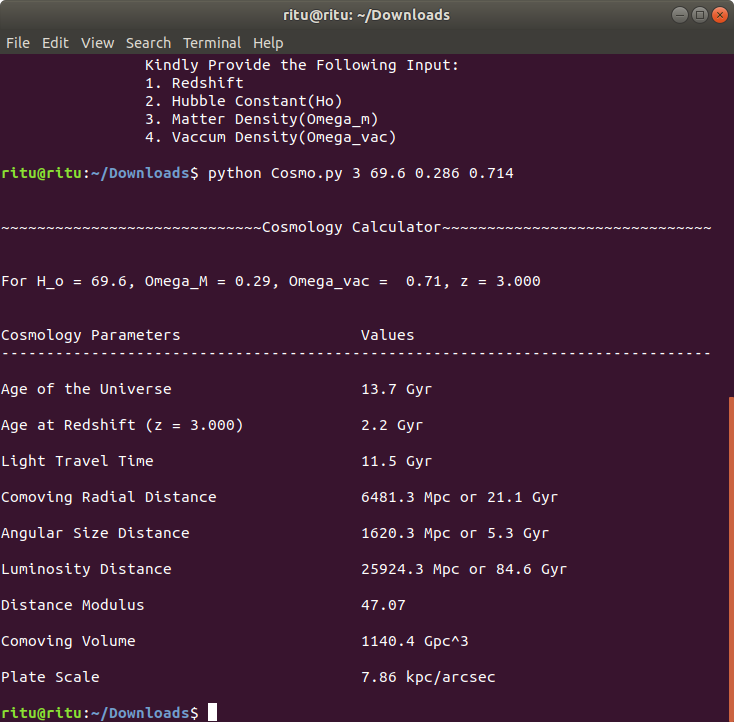 ritu@ritu: ~/Downloads
File Edit View Search Terminal Help
Kindly Provide the Following Input:
1. Redshift
2. Hubble Constant(Ho)
3. Matter Density(Omega_m)
4. Vaccum Density(Omega_vac)
ritu@ritu:~/Downloads$ python Cosmo.py 3 69.6 0.286 0.714
~~~~~~~~~~~~~~~~~~~~~~~~~~~~~Cosmology Calculator~~~~~~~~~~~~~~~~~~~~~~~~~~~~~~
For H_o = 69.6, Omega_M = 0.29, Omega_vac =  0.71, z = 3.000
Cosmology Parameters                    Values
-------------------------------------------------------------------------------
Age of the Universe                     13.7 Gyr
Age at Redshift (z = 3.000)             2.2 Gyr
Light Travel Time                       11.5 Gyr
Comoving Radial Distance                6481.3 Mpc or 21.1 Gyr
Angular Size Distance                   1620.3 Mpc or 5.3 Gyr
Luminosity Distance                     25924.3 Mpc or 84.6 Gyr
Distance Modulus                        47.07
Comoving Volume                         1140.4 Gpc^3
Plate Scale                             7.86 kpc/arcsec
ritu@ritu:~/Downloads$